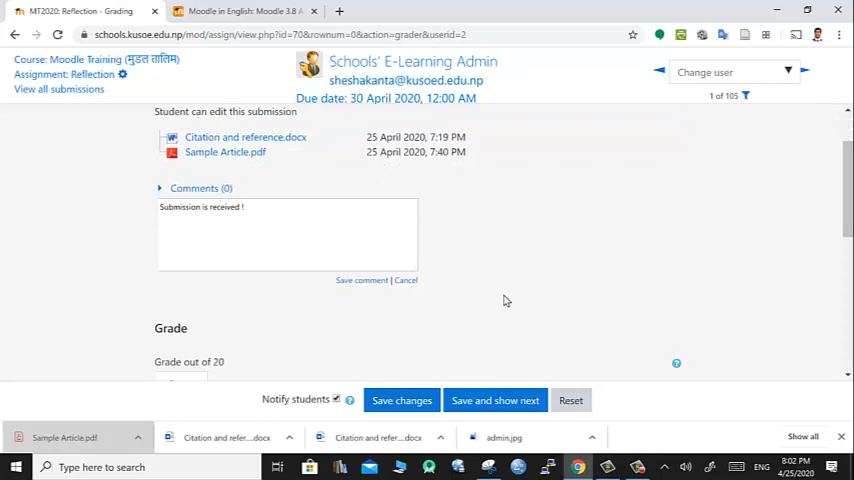 MT2020: Reflection - Grading
Moodle in English: Moodle 3.8 A
schools.kusoe.edu.np/mod/assign/view.php?id=70&rownum=0&action=grader&userid=2
Course: Moodle Training (मुडल तालिम)
Assignment: Reflection
View all submissions
Schools' E-Learning Admin
sheshakanta@kusoed.edu.np
Due date: 30 April 2020, 12:00 AM
Change user
1 of 105
Student can edit this submission
Citation and reference.docx 25 April 2020, 7:19 PM
Sample Article.pdf 25 April 2020, 7:40 PM
Comments (0)
Submission is received !
Save comment | Cancel
Grade
Grade out of 20
Notify students
Save changes
Save and show next
Reset
Sample Article.pdf
Citation and refer....docx
Citation and refer....docx
admin.jpg
Show all
Type here to search
ENG
8:02 PM
4/25/2020